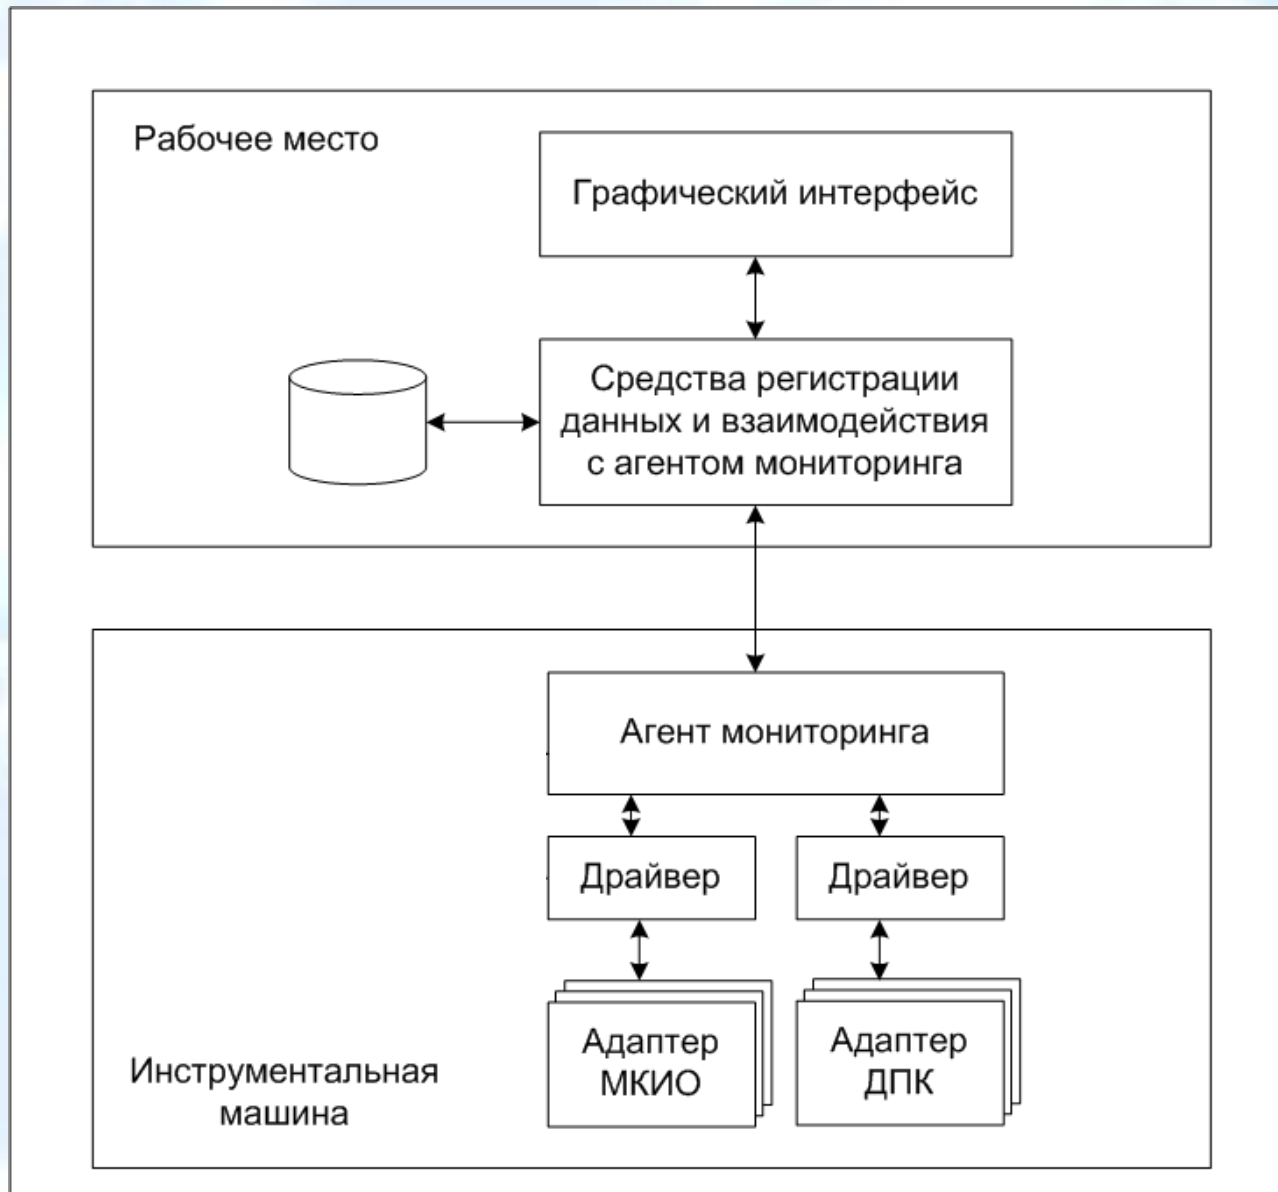 Рабочее место
Графический интерфейс
Средства регистрации
данных и взаимодействия
с агентом мониторинга
Агент мониторинга
Драйвер
Драйвер
Адаптер
МКИО
Адаптер
ДПК
Инструментальная
машина